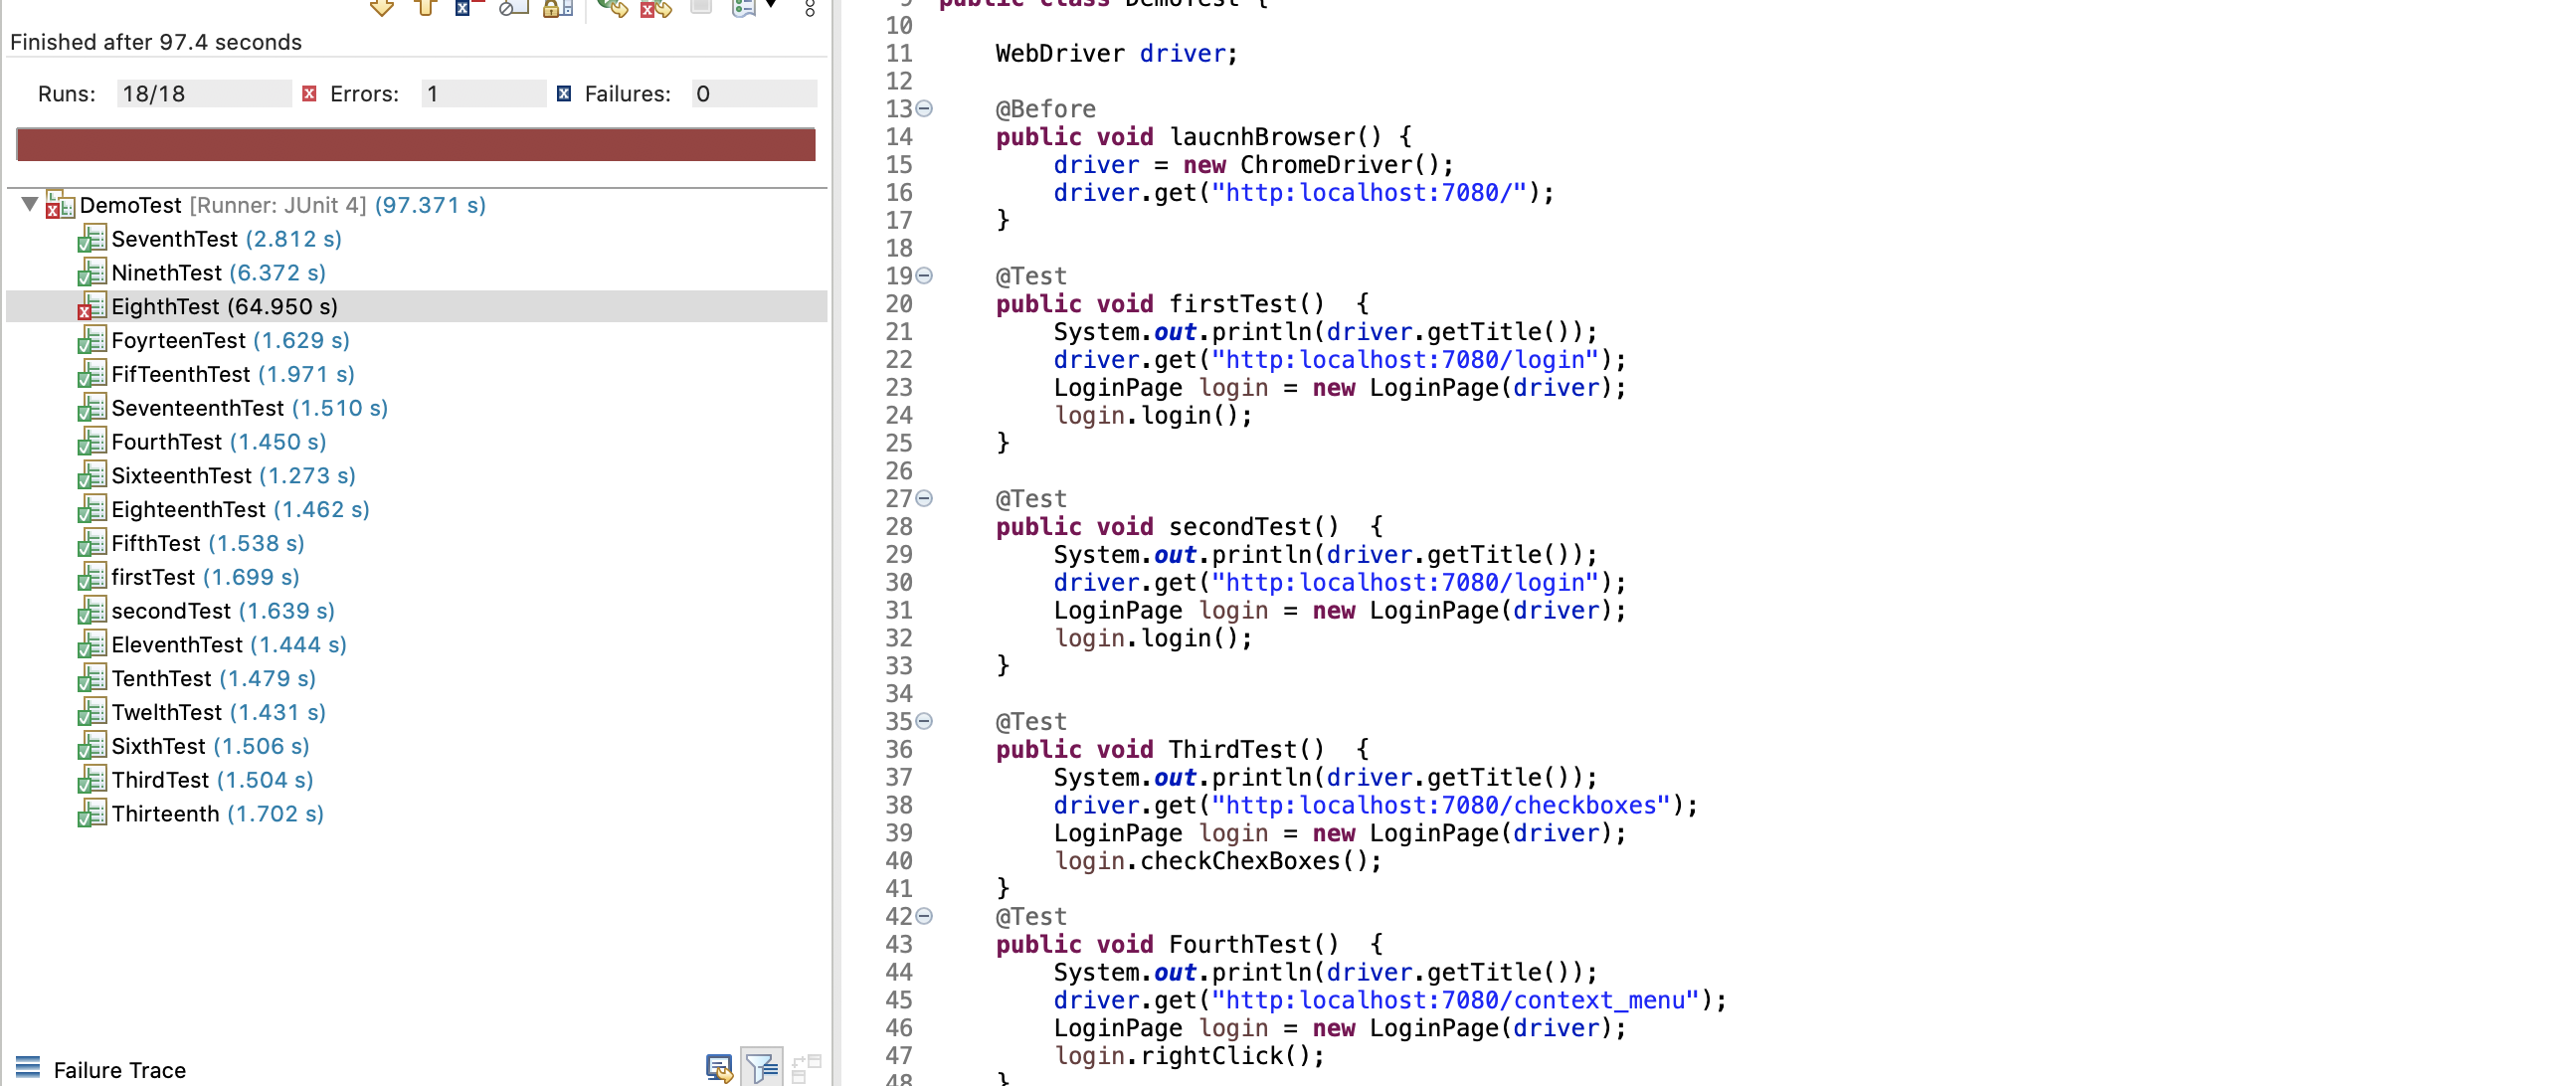 Finished after 97.4 seconds
Runs: 18/18 Errors: 1 Failures: 0
DemoTest [Runner: JUnit 4] (97.371 s)
SeventhTest (2.812 s)
NinethTest (6.372 s)
EighthTest (64.950 s)
FoyrteenTest (1.629 s)
FifTeenthTest (1.971 s)
SeventeenthTest (1.510 s)
FourthTest (1.450 s)
SixteenthTest (1.273 s)
EighteenthTest (1.462 s)
FifthTest (1.538 s)
firstTest (1.699 s)
secondTest (1.639 s)
EleventhTest (1.444 s)
TenthTest (1.479 s)
TwelthTest (1.431 s)
SixthTest (1.506 s)
ThirdTest (1.504 s)
Thirteenth (1.702 s)
Failure Trace
9 public class DemoTest {
10
11 WebDriver driver;
12
13 @Before
14 public void laucnhBrowser() {
15 driver = new ChromeDriver();
16 driver.get("http:localhost:7080/");
17 }
18
19 @Test
20 public void firstTest() {
21 System.out.println(driver.getTitle());
22 driver.get("http:localhost:7080/login");
23 LoginPage login = new LoginPage(driver);
24 login.login();
25 }
26
27 @Test
28 public void secondTest() {
29 System.out.println(driver.getTitle());
30 driver.get("http:localhost:7080/login");
31 LoginPage login = new LoginPage(driver);
32 login.login();
33 }
34
35 @Test
36 public void ThirdTest() {
37 System.out.println(driver.getTitle());
38 driver.get("http:localhost:7080/checkboxes");
39 LoginPage login = new LoginPage(driver);
40 login.checkChexBoxes();
41 }
42 @Test
43 public void FourthTest() {
44 System.out.println(driver.getTitle());
45 driver.get("http:localhost:7080/context_menu");
46 LoginPage login = new LoginPage(driver);
47 login.rightClick();
48 }